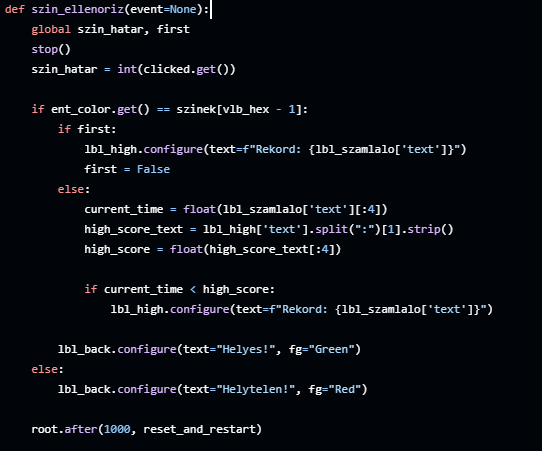 def szin_ellenoriz(event=None):
    global szin_hatar, first
    stop()
    szin_hatar = int(clicked.get())

    if ent_color.get() == szinek[vlb_hex - 1]:
        if first:
            lbl_high.configure(text=f"Rekord: {lbl_szamlalo['text']}")
            first = False
        else:
            current_time = float(lbl_szamlalo['text'][:4])
            high_score_text = lbl_high['text'].split(":")[1].strip()
            high_score = float(high_score_text[:4])

            if current_time < high_score:
                lbl_high.configure(text=f"Rekord: {lbl_szamlalo['text']}")

        lbl_back.configure(text="Helyes!", fg="Green")
    else:
        lbl_back.configure(text="Helytelen!", fg="Red")

    root.after(1000, reset_and_restart)